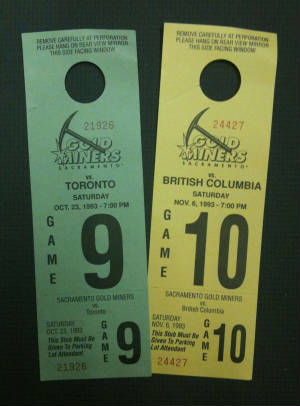 REMOVE CAREFULLY AT PERFORATION
PLEASE HANG ON REAR VIEW MIRROR
THIS SIDE FACING WINDOW
21926
GOLD
MINERS
SACRAMENTO
vs.
TORONTO
SATURDAY
OCT. 23, 1993 - 7:00 PM
GAME
9
SACRAMENTO GOLD MINERS
vs.
Toronto
SATURDAY
OCT. 23, 1993
This Stub Must Be
Given To Parking
Lot Attendant
21926
GAME
9
REMOVE CAREFULLY AT PERFORATION
PLEASE HANG ON REAR VIEW MIRROR
THIS SIDE FACING WINDOW
24427
GOLD
MINERS
SACRAMENTO
vs.
BRITISH COLUMBIA
SATURDAY
NOV. 6, 1993 - 7:00 PM
GAME
10
SACRAMENTO GOLD MINERS
vs.
British Columbia
SATURDAY
NOV. 6, 1993
This Stub Must Be
Given To Parking
Lot Attendant
24427
GAME
10